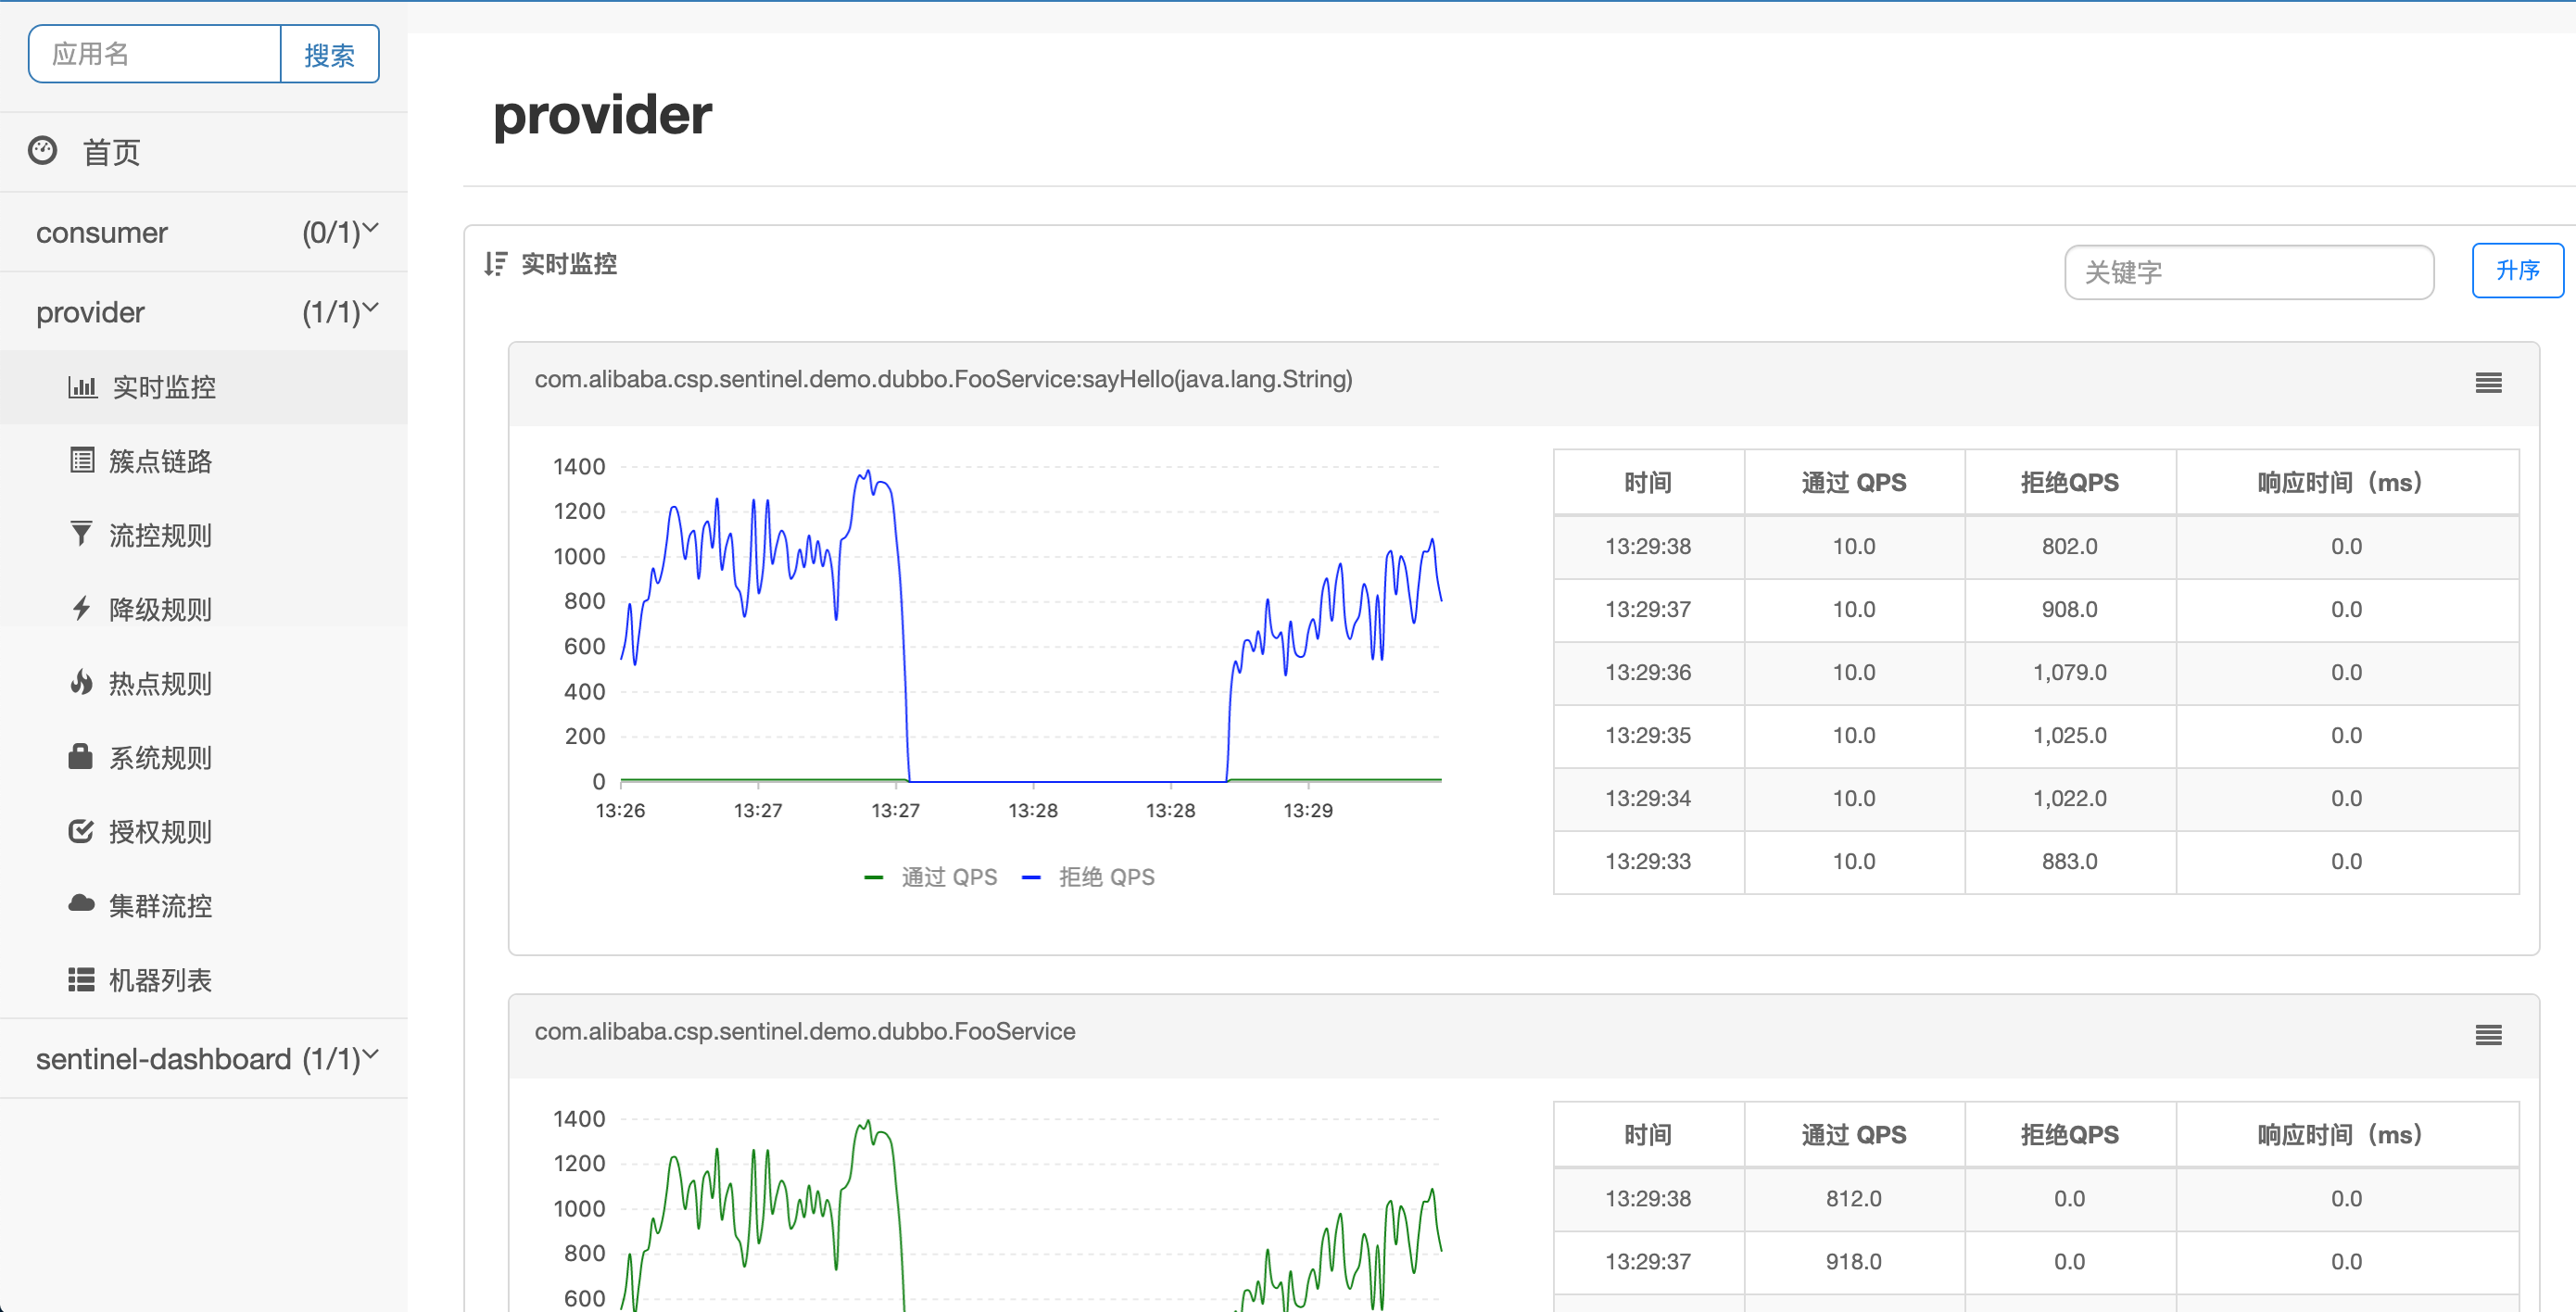 应用名 搜索
首页
consumer (0/1)
provider (1/1)
实时监控
簇点链路
流控规则
降级规则
热点规则
系统规则
授权规则
集群流控
机器列表
sentinel-dashboard (1/1)
provider
实时监控 关键字 升序
com.alibaba.csp.sentinel.demo.dubbo.FooService:sayHello(java.lang.String)
1400
1200
1000
800
600
400
200
0
13:26 13:27 13:27 13:28 13:28 13:29
通过 QPS 拒绝 QPS
时间 通过 QPS 拒绝QPS 响应时间（ms）
13:29:38 10.0 802.0 0.0
13:29:37 10.0 908.0 0.0
13:29:36 10.0 1,079.0 0.0
13:29:35 10.0 1,025.0 0.0
13:29:34 10.0 1,022.0 0.0
13:29:33 10.0 883.0 0.0
com.alibaba.csp.sentinel.demo.dubbo.FooService
1400
1200
1000
800
600
时间 通过 QPS 拒绝QPS 响应时间（ms）
13:29:38 812.0 0.0 0.0
13:29:37 918.0 0.0 0.0